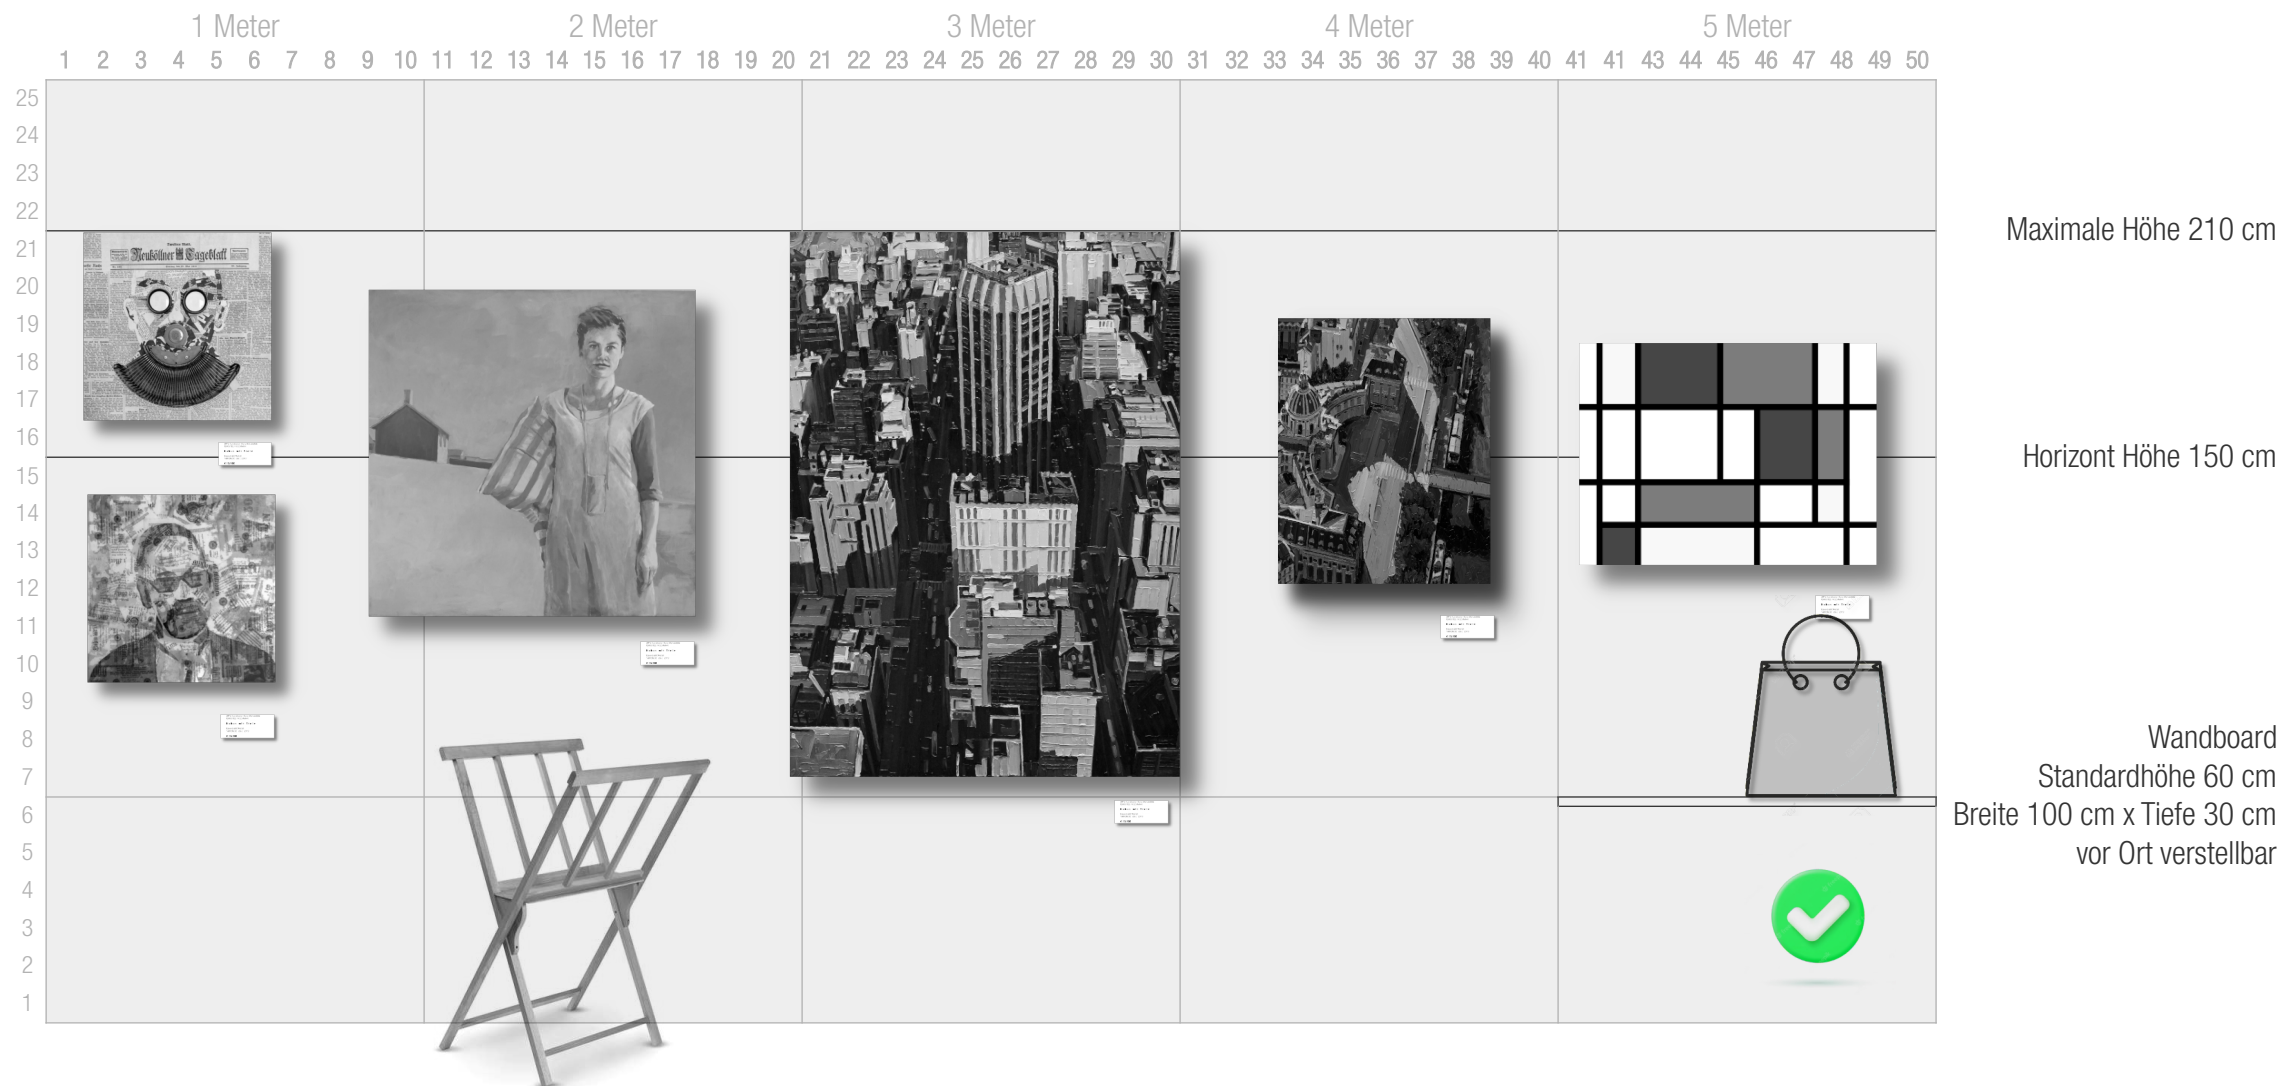 1 Meter 2 Meter 3 Meter 4 Meter 5 Meter
1 2 3 4 5 6 7 8 9 10 11 12 13 14 15 16 17 18 19 20 21 22 23 24 25 26 27 28 29 30 31 32 33 34 35 36 37 38 39 40 41 41 43 44 45 46 47 48 49 50
25
24
23
22
Maximale Höhe 210 cm
21
Neuköllner Tageblatt
20
19
18
17
16
Horizont Höhe 150 cm
15
14
13
12
11
10
9
8
Wandboard
7
Standardhöhe 60 cm
6
Breite 100 cm x Tiefe 30 cm
5
vor Ort verstellbar
4
3
2
1